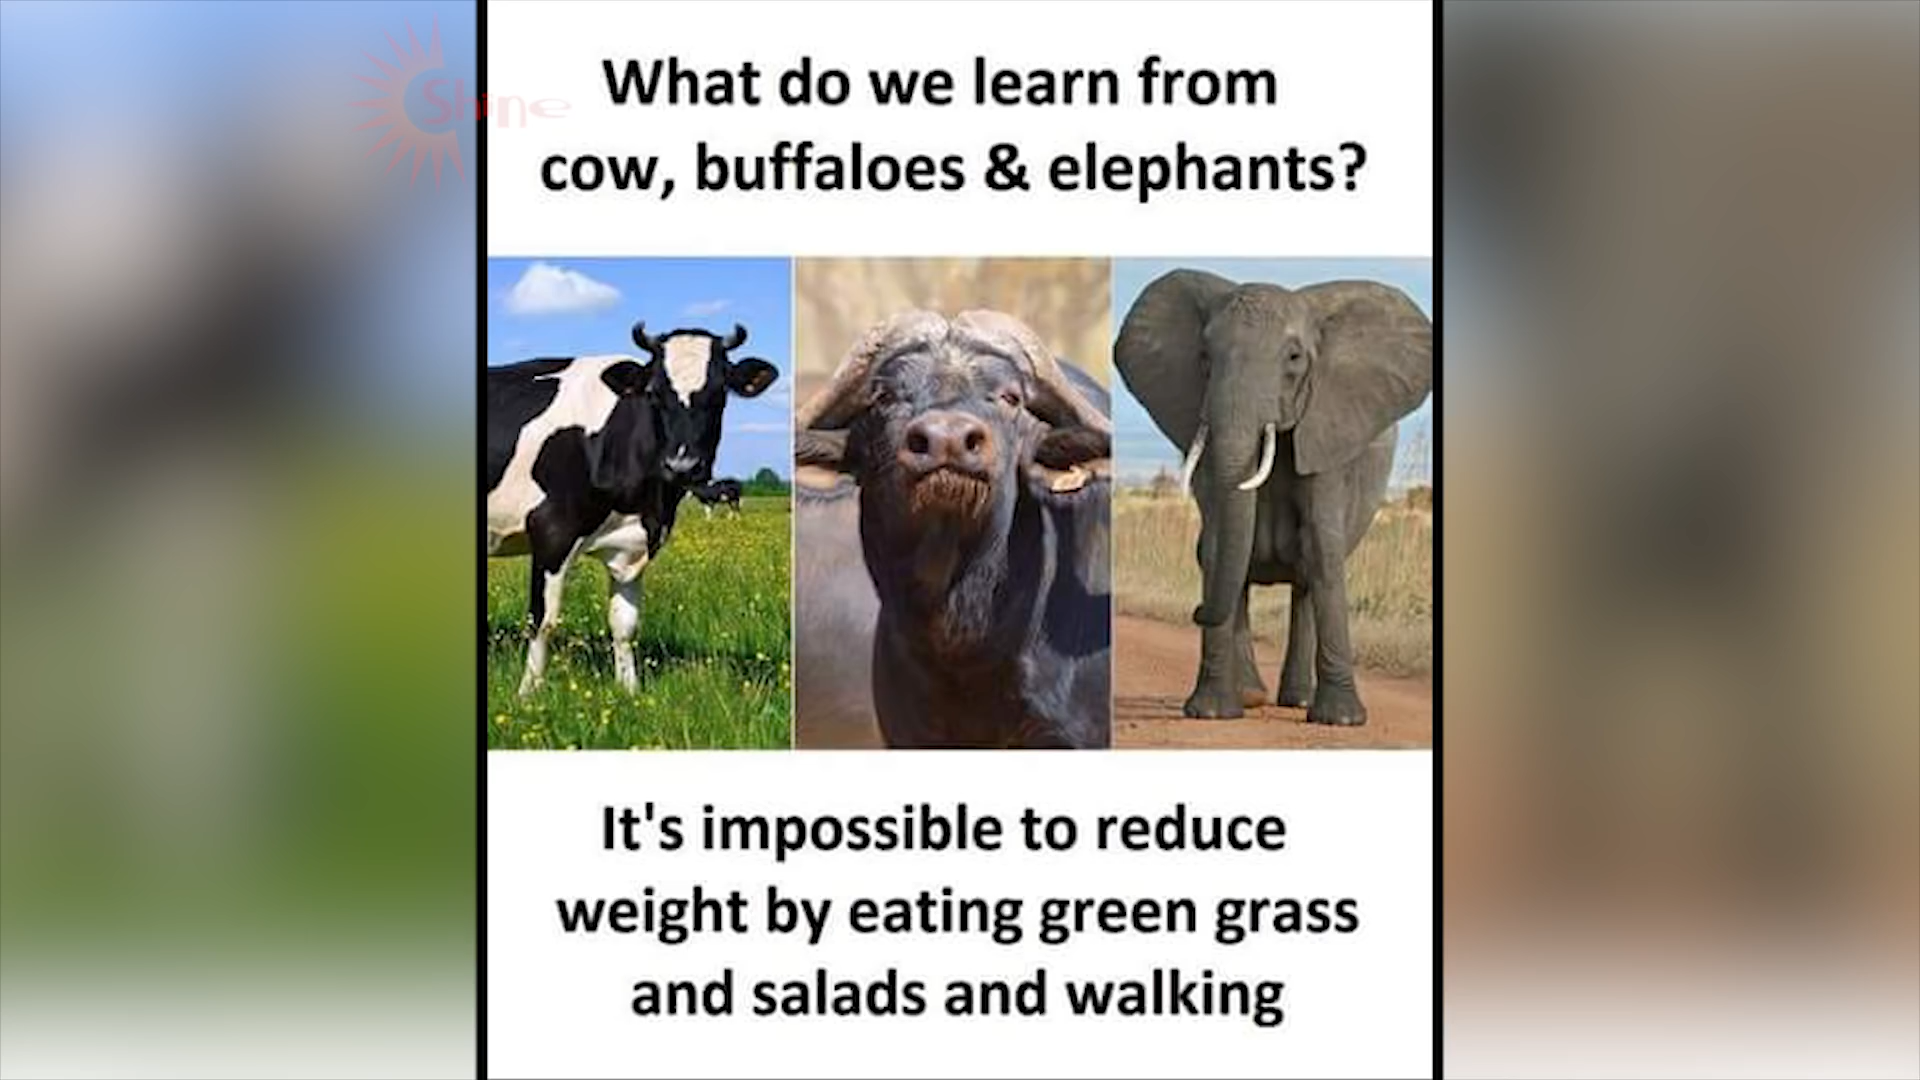 Shine
What do we learn from
cow, buffaloes & elephants?
It's impossible to reduce
weight by eating green grass
and salads and walking